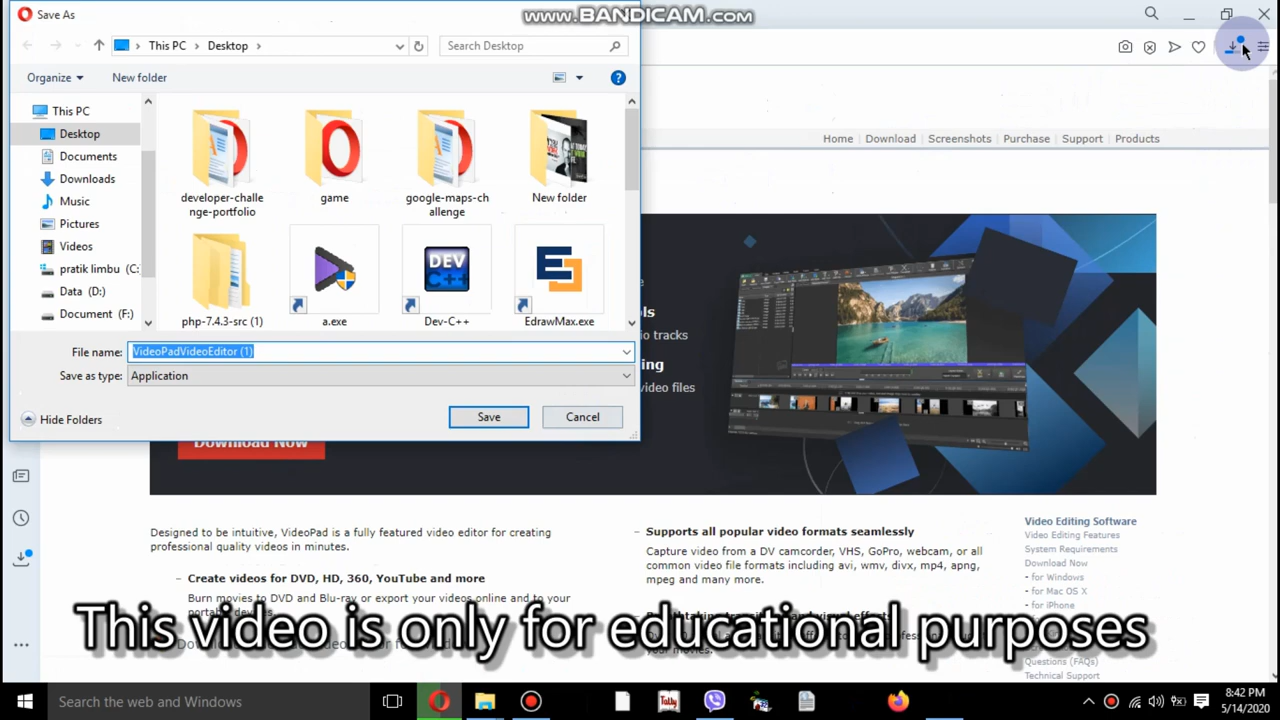 Save As
www.BANDICAM.com
This PC
Desktop
Search Desktop
Organize
New folder
This PC
Desktop
Documents
Downloads
Music
Pictures
Videos
pratik limbu (C:
Data (D:)
Document (F:)
developer-challe
nge-portfolio
game
google-maps-ch
allenge
New folder
php-7.4.3-src (1)
a.exe
DEV
C++
Dev-C++
EdrawMax.exe
File name:
VideoPadVideoEditor (1)
Save as type:
Application
Hide Folders
Save
Cancel
Home
Download
Screenshots
Purchase
Support
Products
io tracks
video files
Download Now
Designed to be intuitive, VideoPad is a fully featured video editor for creating
professional quality videos in minutes.
Create videos for DVD, HD, 360, YouTube and more
Burn movies to DVD and Blu-ray or export your videos online and to your
Supports all popular video formats seamlessly
Capture video from a DV camcorder, VHS, GoPro, webcam, or all
common video file formats including avi, wmv, divx, mp4, apng,
mpeg and many more.
Video Editing Software
Video Editing Features
System Requirements
Download Now
- for Windows
- for Mac OS X
- for iPhone
Questions (FAQs)
Technical Support
This video is only for educational purposes
Search the web and Windows
Tally
8:42 PM
5/14/2020